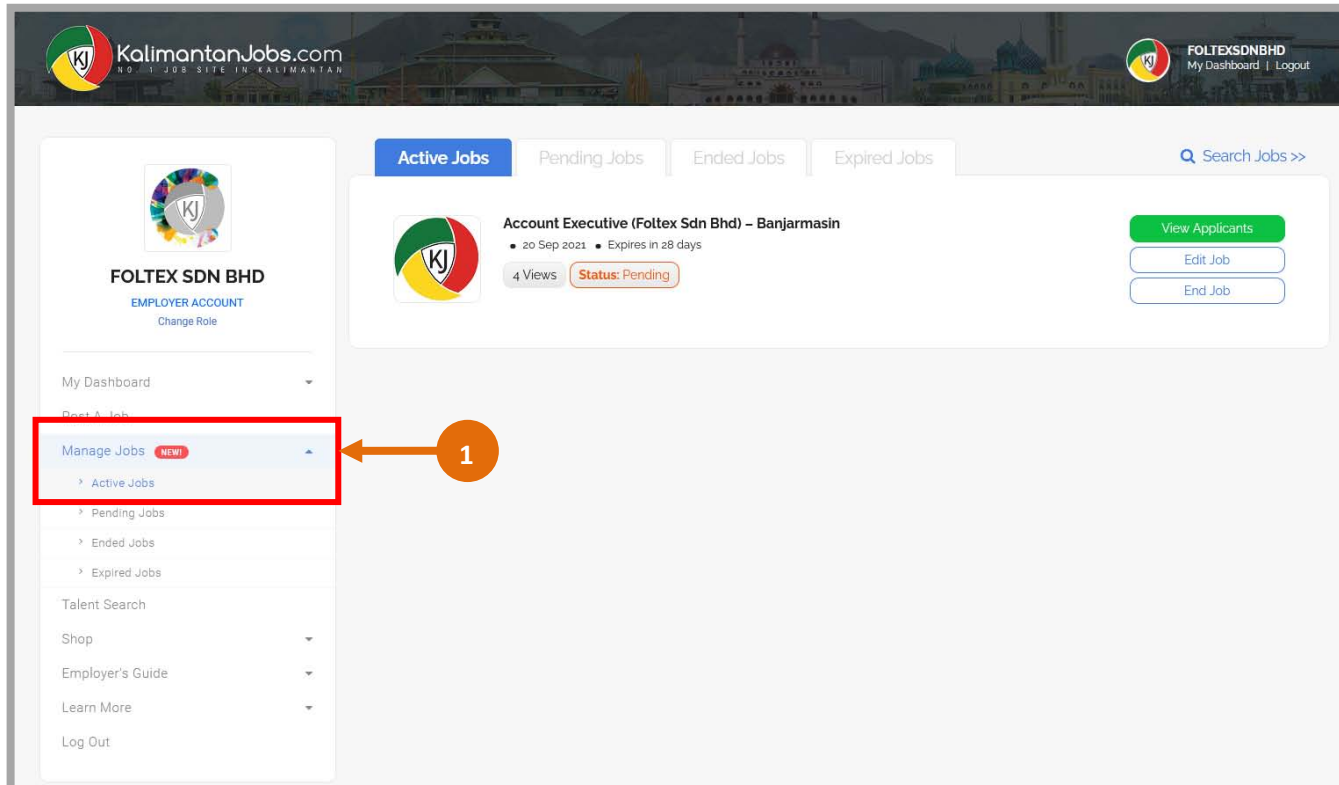 KalimantanJobs.com
NO. 1 JOB SITE IN KALIMANTAN
FOLTEXSDNBHD
My Dashboard | Logout
KJ
KJ
FOLTEX SDN BHD
EMPLOYER ACCOUNT
Change Role
My Dashboard
Post A Job
Manage Jobs NEW!
> Active Jobs
> Pending Jobs
> Ended Jobs
> Expired Jobs
Talent Search
Shop
Employer's Guide
Learn More
Log Out
1
Active Jobs Pending Jobs Ended Jobs Expired Jobs
Search Jobs >>
KJ
KJ
Account Executive (Foltex Sdn Bhd) – Banjarmasin
• 20 Sep 2021 • Expires in 28 days
4 Views Status: Pending
View Applicants
Edit Job
End Job